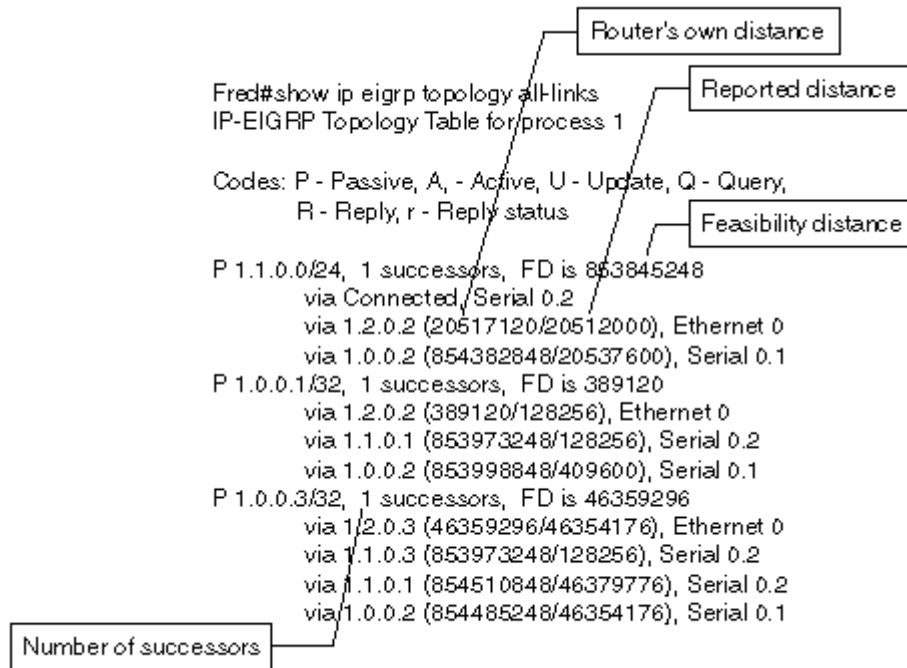 Router's own distance
Reported distance
Fred#show ip eigrp topology all-links
IP-EIGRP Topology Table for process 1
Codes: P - Passive, A, - Active, U - Update, Q - Query,
R - Reply, r - Reply status
Feasibility distance
P 1.1.0.0/24, 1 successors, FD is 853845248
via Connected, Serial 0.2
via 1.2.0.2 (20517120/20512000), Ethernet 0
via 1.0.0.2 (854382848/20537600), Serial 0.1
P 1.0.0.1/32, 1 successors, FD is 389120
via 1.2.0.2 (389120/128256), Ethernet 0
via 1.1.0.1 (853973248/128256), Serial 0.2
via 1.0.0.2 (853998848/409600), Serial 0.1
P 1.0.0.3/32, 1 successors, FD is 46359296
via 1.2.0.3 (46359296/46354176), Ethernet 0
via 1.1.0.3 (853973248/128256), Serial 0.2
via 1.1.0.1 (854510848/46379776), Serial 0.2
via 1.0.0.2 (854485248/46354176), Serial 0.1
Number of successors